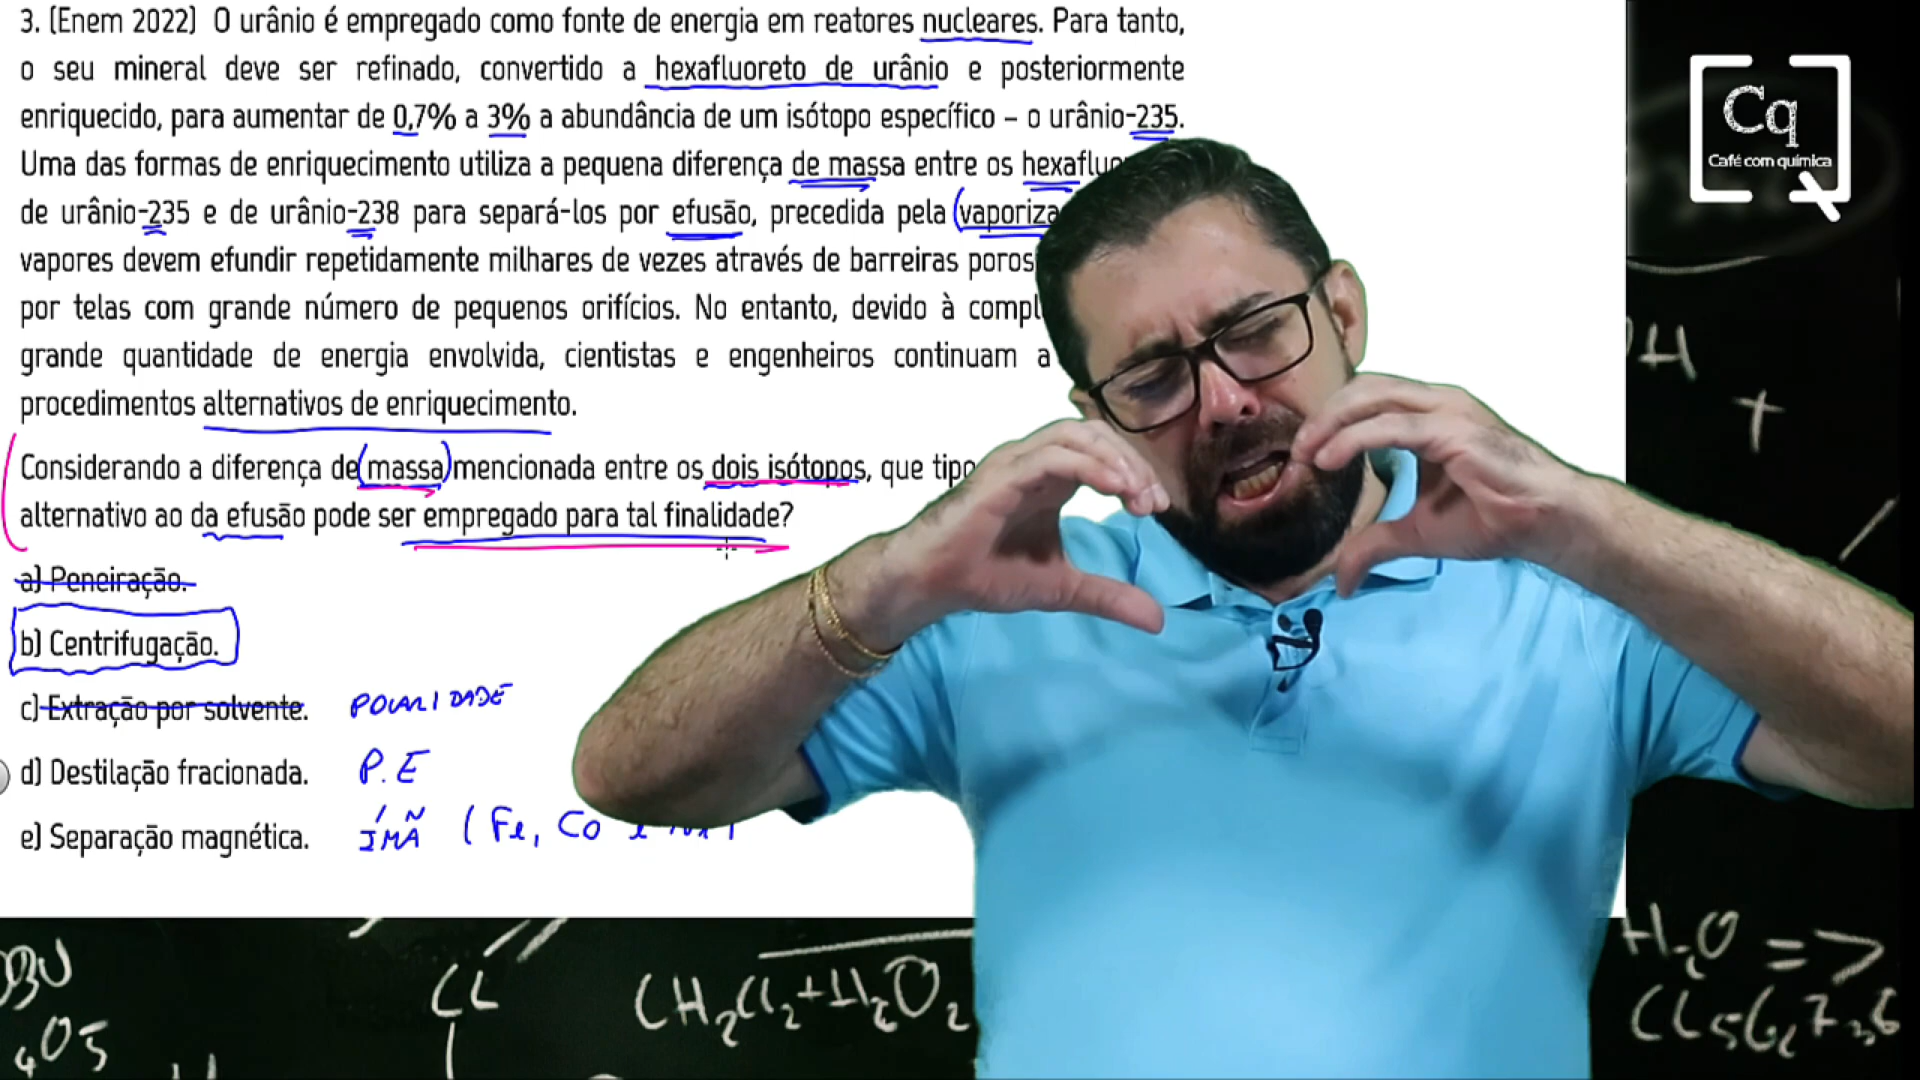 3. (Enem 2022) O urânio é empregado como fonte de energia em reatores nucleares. Para tanto,
o seu mineral deve ser refinado, convertido a hexafluoreto de urânio e posteriormente
enriquecido, para aumentar de 0,7% a 3% a abundância de um isótopo específico – o urânio-235.
Uma das formas de enriquecimento utiliza a pequena diferença de massa entre os hexafluo
de urânio-235 e de urânio-238 para separá-los por efusão, precedida pela (vaporiza
vapores devem efundir repetidamente milhares de vezes através de barreiras poros
por telas com grande número de pequenos orifícios. No entanto, devido à compl
grande quantidade de energia envolvida, cientistas e engenheiros continuam a
procedimentos alternativos de enriquecimento.
Considerando a diferença de (massa) mencionada entre os dois isótopos, que tipo
alternativo ao da efusão pode ser empregado para tal finalidade?
a) Peneiração.
b) Centrifugação.
c) Extração por solvente. POLARIDADE
d) Destilação fracionada. P.E
e) Separação magnética. ÍMÃ (Fe, Co e
Cq
Café com química
H
+
4O5
CL
CH2Cl2+H2O2
H2O =>